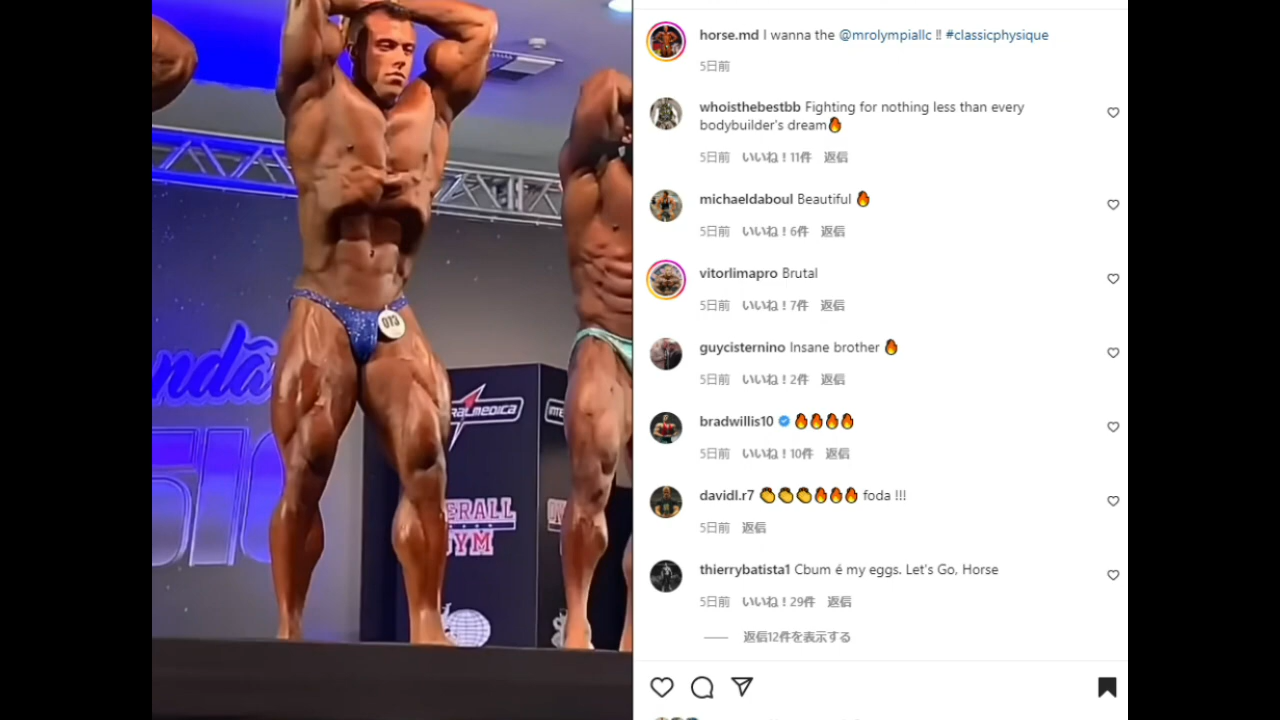 horse.md I wanna the @mrolympiallc !! #classicphysique
5日前
whoisthebestbb Fighting for nothing less than every
bodybuilder's dream🔥
5日前 いいね！11件 返信
michaeldaboul Beautiful 🔥
5日前 いいね！6件 返信
vitorlimapro Brutal
5日前 いいね！7件 返信
guycisternino Insane brother 🔥
5日前 いいね！2件 返信
bradwillis10 🔥🔥🔥🔥
5日前 いいね！10件 返信
davidl.r7 👏👏👏🔥🔥🔥 foda !!!
5日前 返信
thierrybatista1 Cbum é my eggs. Let's Go, Horse
5日前 いいね！29件 返信
返信12件を表示する
013
ndã
SIC
RALMEDICA
INTE
ERALL
GYM